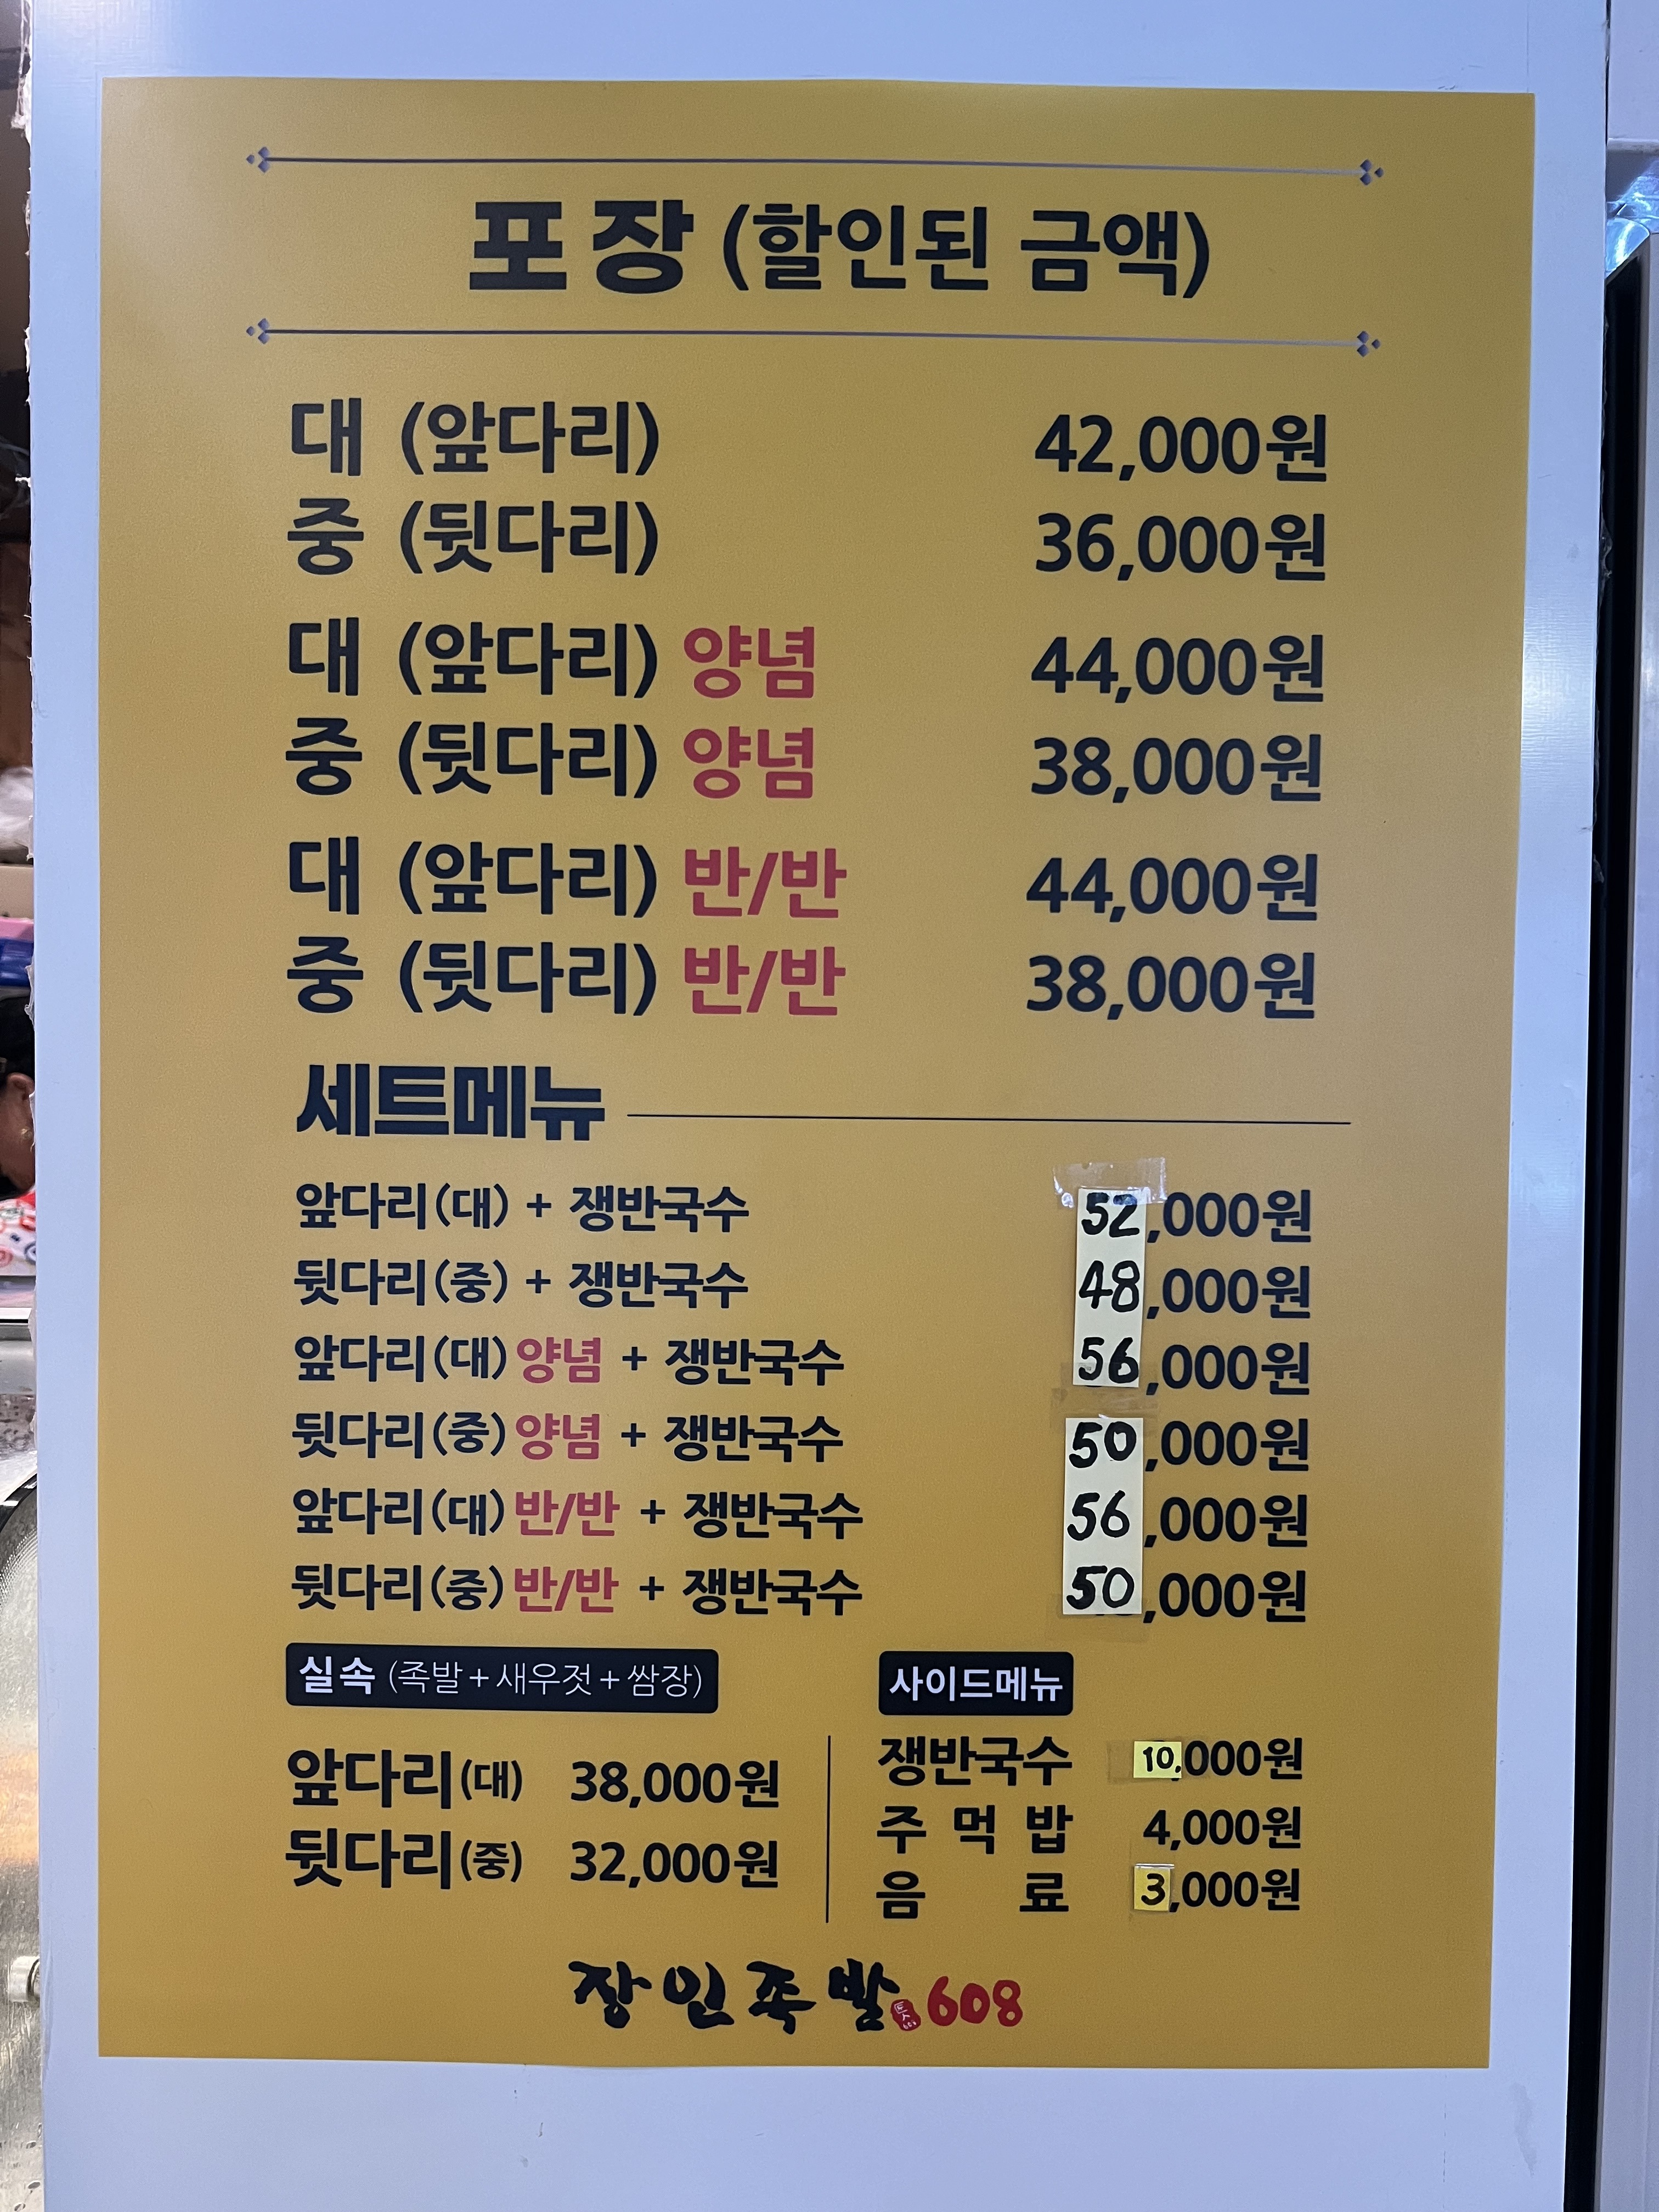 포장 (할인된 금액)
대 (앞다리) 42,000원
중 (뒷다리) 36,000원
대 (앞다리) 양념 44,000원
중 (뒷다리) 양념 38,000원
대 (앞다리) 반/반 44,000원
중 (뒷다리) 반/반 38,000원
세트메뉴
앞다리(대) + 쟁반국수 52,000원
뒷다리(중) + 쟁반국수 48,000원
앞다리(대) 양념 + 쟁반국수 56,000원
뒷다리(중) 양념 + 쟁반국수 50,000원
앞다리(대) 반/반 + 쟁반국수 56,000원
뒷다리(중) 반/반 + 쟁반국수 50,000원
실속 (족발+새우젓+쌈장)
앞다리(대) 38,000원
뒷다리(중) 32,000원
사이드메뉴
쟁반국수 10,000원
주먹밥 4,000원
음료 3,000원
장인족발 608